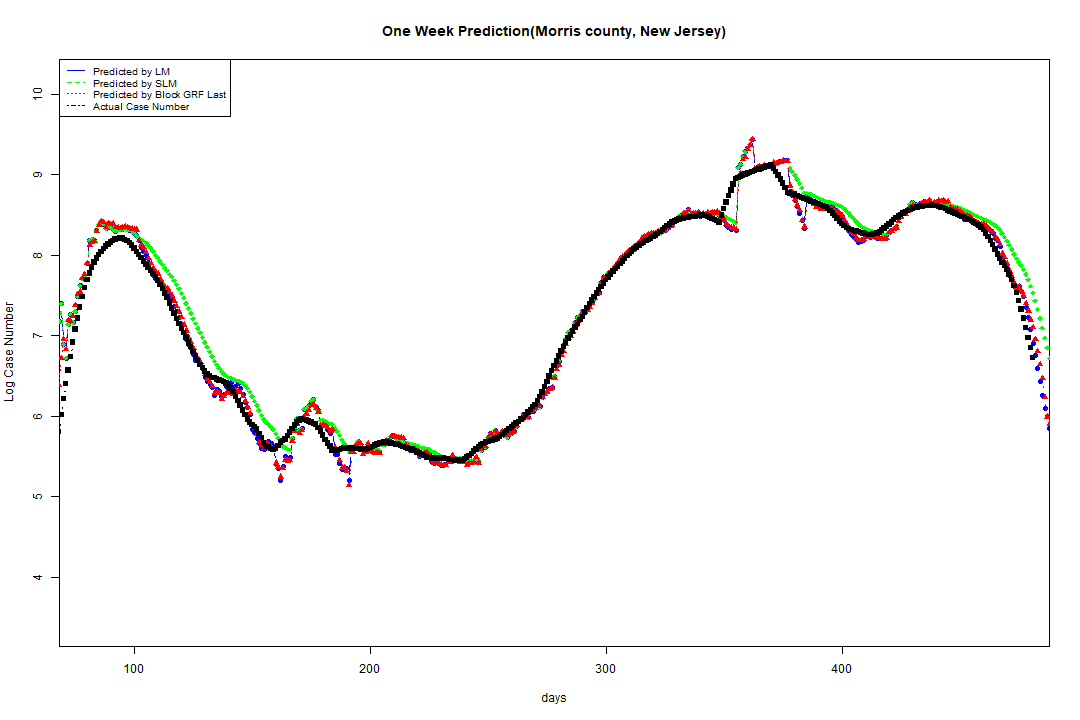 One Week Prediction(Morris county, New Jersey)
Predicted by LM
Predicted by SLM
Predicted by Block GRF Last
Actual Case Number
10
9
8
7
6
5
4
Log Case Number
100 200 300 400
days